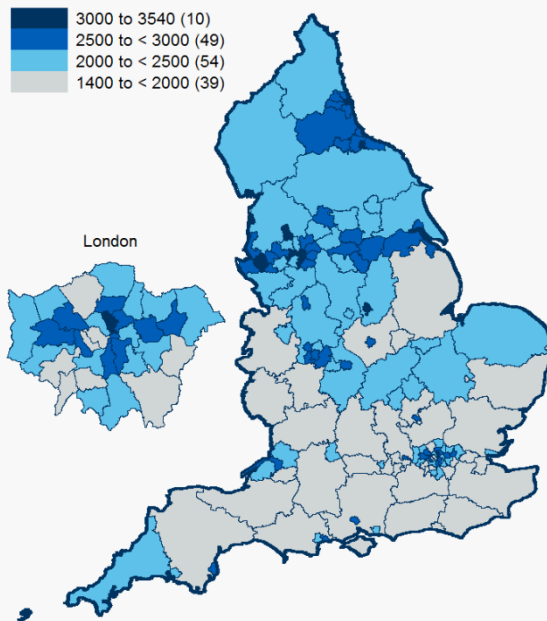 3000 to 3540 (10)
2500 to < 3000 (49)
2000 to < 2500 (54)
1400 to < 2000 (39)
London